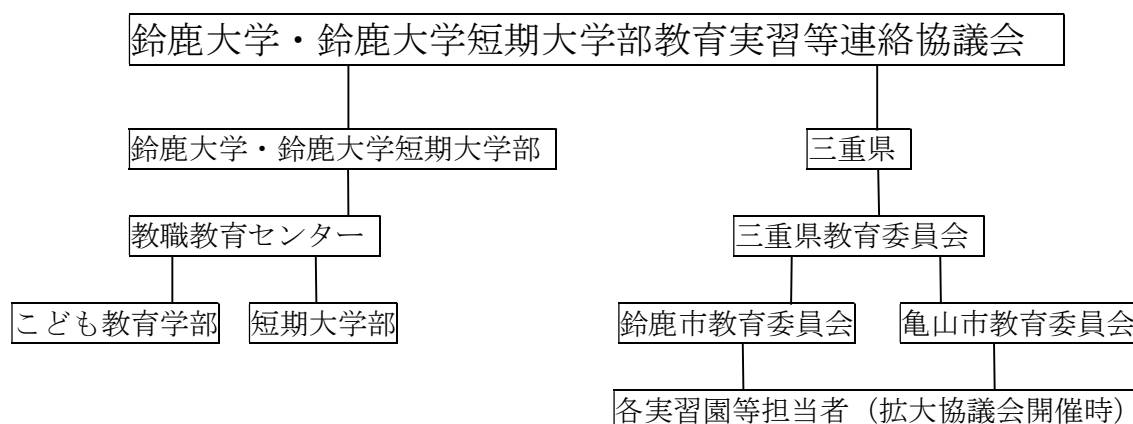 鈴鹿大学・鈴鹿大学短期大学部教育実習等連絡協議会
鈴鹿大学・鈴鹿大学短期大学部
三重県
教職教育センター
三重県教育委員会
こども教育学部
短期大学部
鈴鹿市教育委員会
亀山市教育委員会
各実習園等担当者（拡大協議会開催時）